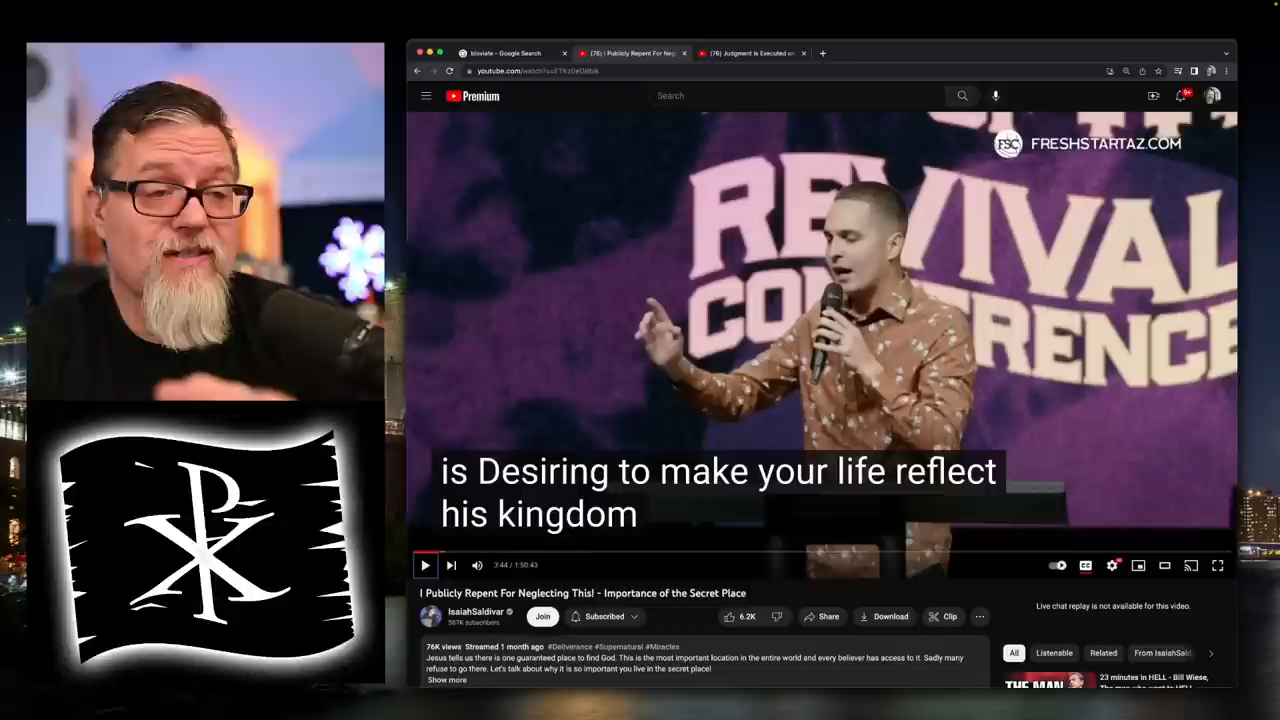 bloviate - Google Search
(76) I Publicly Repent For Neg
(76) Judgment Is Executed on
Premium
Search
9+
FSC FRESHSTARTAZ.COM
REVIVAL
CONFERENCE
is Desiring to make your life reflect
his kingdom
3:44 / 1:50:43
I Publicly Repent For Neglecting This! - Importance of the Secret Place
IsaiahSaldivar
567K subscribers
Join
Subscribed
6.2K
Share
Download
Clip
Live chat replay is not available for this video.
76K views Streamed 1 month ago #Deliverance #Supernatural #Miracles
Jesus tells us there is one guaranteed place to find God. This is the most important location in the entire world and every believer has access to it. Sadly many
refuse to go there. Let's talk about why it is so important you live in the secret place!
Show more
All
Listenable
Related
From IsaiahSald
THE MAN
23 minutes in HELL - Bill Wiese,